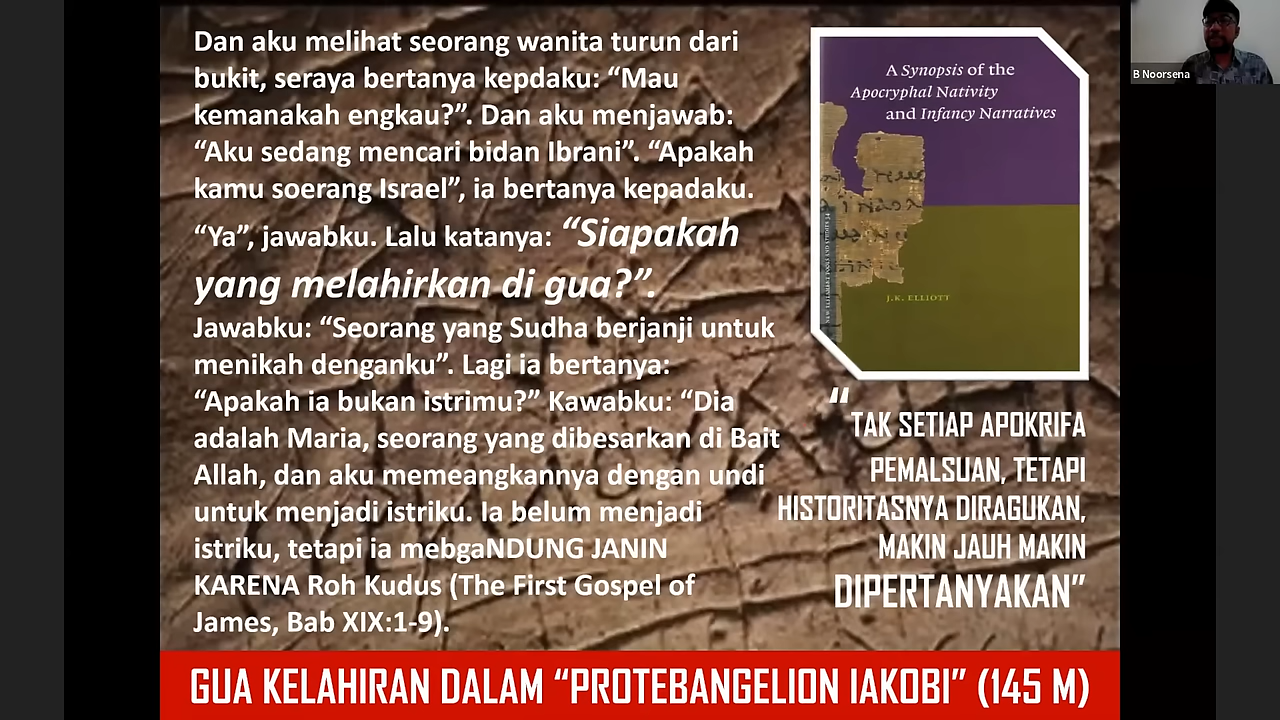 Dan aku melihat seorang wanita turun dari
bukit, seraya bertanya kepdaku: “Mau
kemanakah engkau?”. Dan aku menjawab:
“Aku sedang mencari bidan Ibrani”. “Apakah
kamu soerang Israel”, ia bertanya kepadaku.
“Ya”, jawabku. Lalu katanya: “Siapakah
yang melahirkan di gua?”.
Jawabku: “Seorang yang Sudha berjanji untuk
menikah denganku”. Lagi ia bertanya:
“Apakah ia bukan istrimu?” Kawabku: “Dia
adalah Maria, seorang yang dibesarkan di Bait
Allah, dan aku memeangkannya dengan undi
untuk menjadi istriku. Ia belum menjadi
istriku, tetapi ia mebgaNDUNG JANIN
KARENA Roh Kudus (The First Gospel of
James, Bab XIX:1-9).
A Synopsis of the
Apocryphal Nativity
and Infancy Narratives
J.K. ELLIOTT
“
TAK SETIAP APOKRIFA
PEMALSUAN, TETAPI
HISTORITASNYA DIRAGUKAN,
MAKIN JAUH MAKIN
DIPERTANYAKAN”
GUA KELAHIRAN DALAM “PROTEBANGELION IAKOBI” (145 M)
B Noorsena